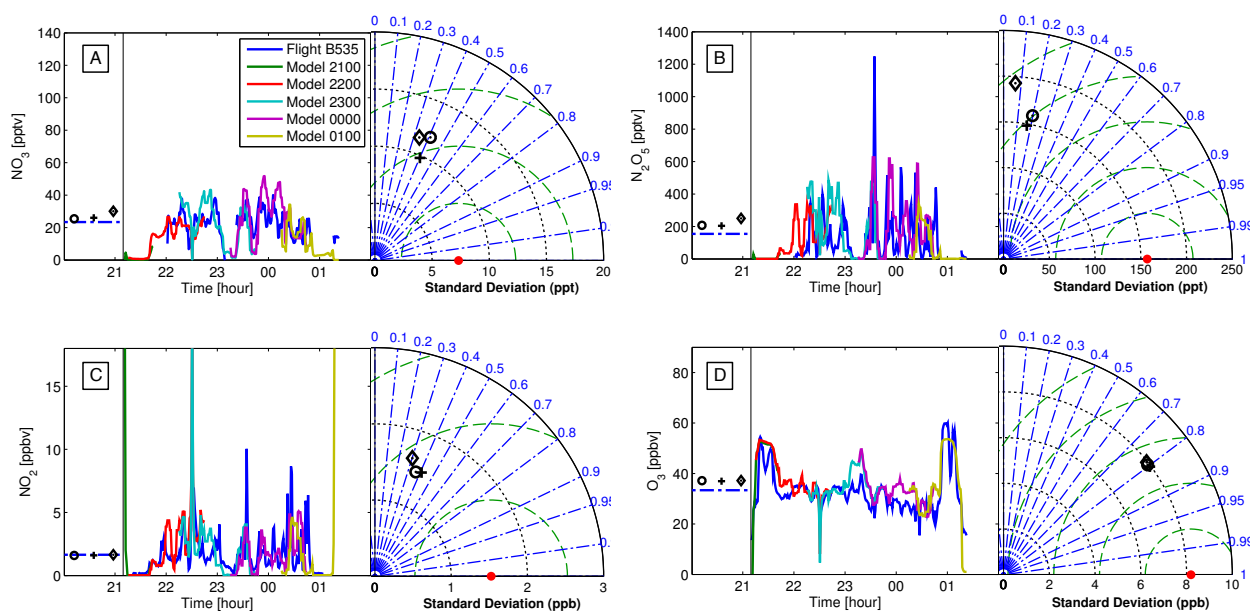 A
NO3 [pptv]
140
120
100
80
60
40
20
0
21 22 23 00 01
Time [hour]
Flight B535
Model 2100
Model 2200
Model 2300
Model 0000
Model 0100
0 0.1 0.2 0.3 0.4 0.5 0.6 0.7 0.8 0.9 0.95 0.
0 5 10 15 20
Standard Deviation (ppt)
B
N2O5 [pptv]
1400
1200
1000
800
600
400
200
0
21 22 23 00 01
Time [hour]
0 0.1 0.2 0.3 0.4 0.5 0.6 0.7 0.8 0.9 0.95 0.99 1
0 50 100 150 200 250
Standard Deviation (ppt)
C
NO2 [ppbv]
15
10
5
0
21 22 23 00 01
Time [hour]
0 0.1 0.2 0.3 0.4 0.5 0.6 0.7 0.8 0.9 0.95 0.
0 1 2 3
Standard Deviation (ppb)
D
O3 [ppbv]
80
60
40
20
0
21 22 23 00 01
Time [hour]
0 0.1 0.2 0.3 0.4 0.5 0.6 0.7 0.8 0.9 0.95 0.99 1
0 2 4 6 8 10
Standard Deviation (ppb)